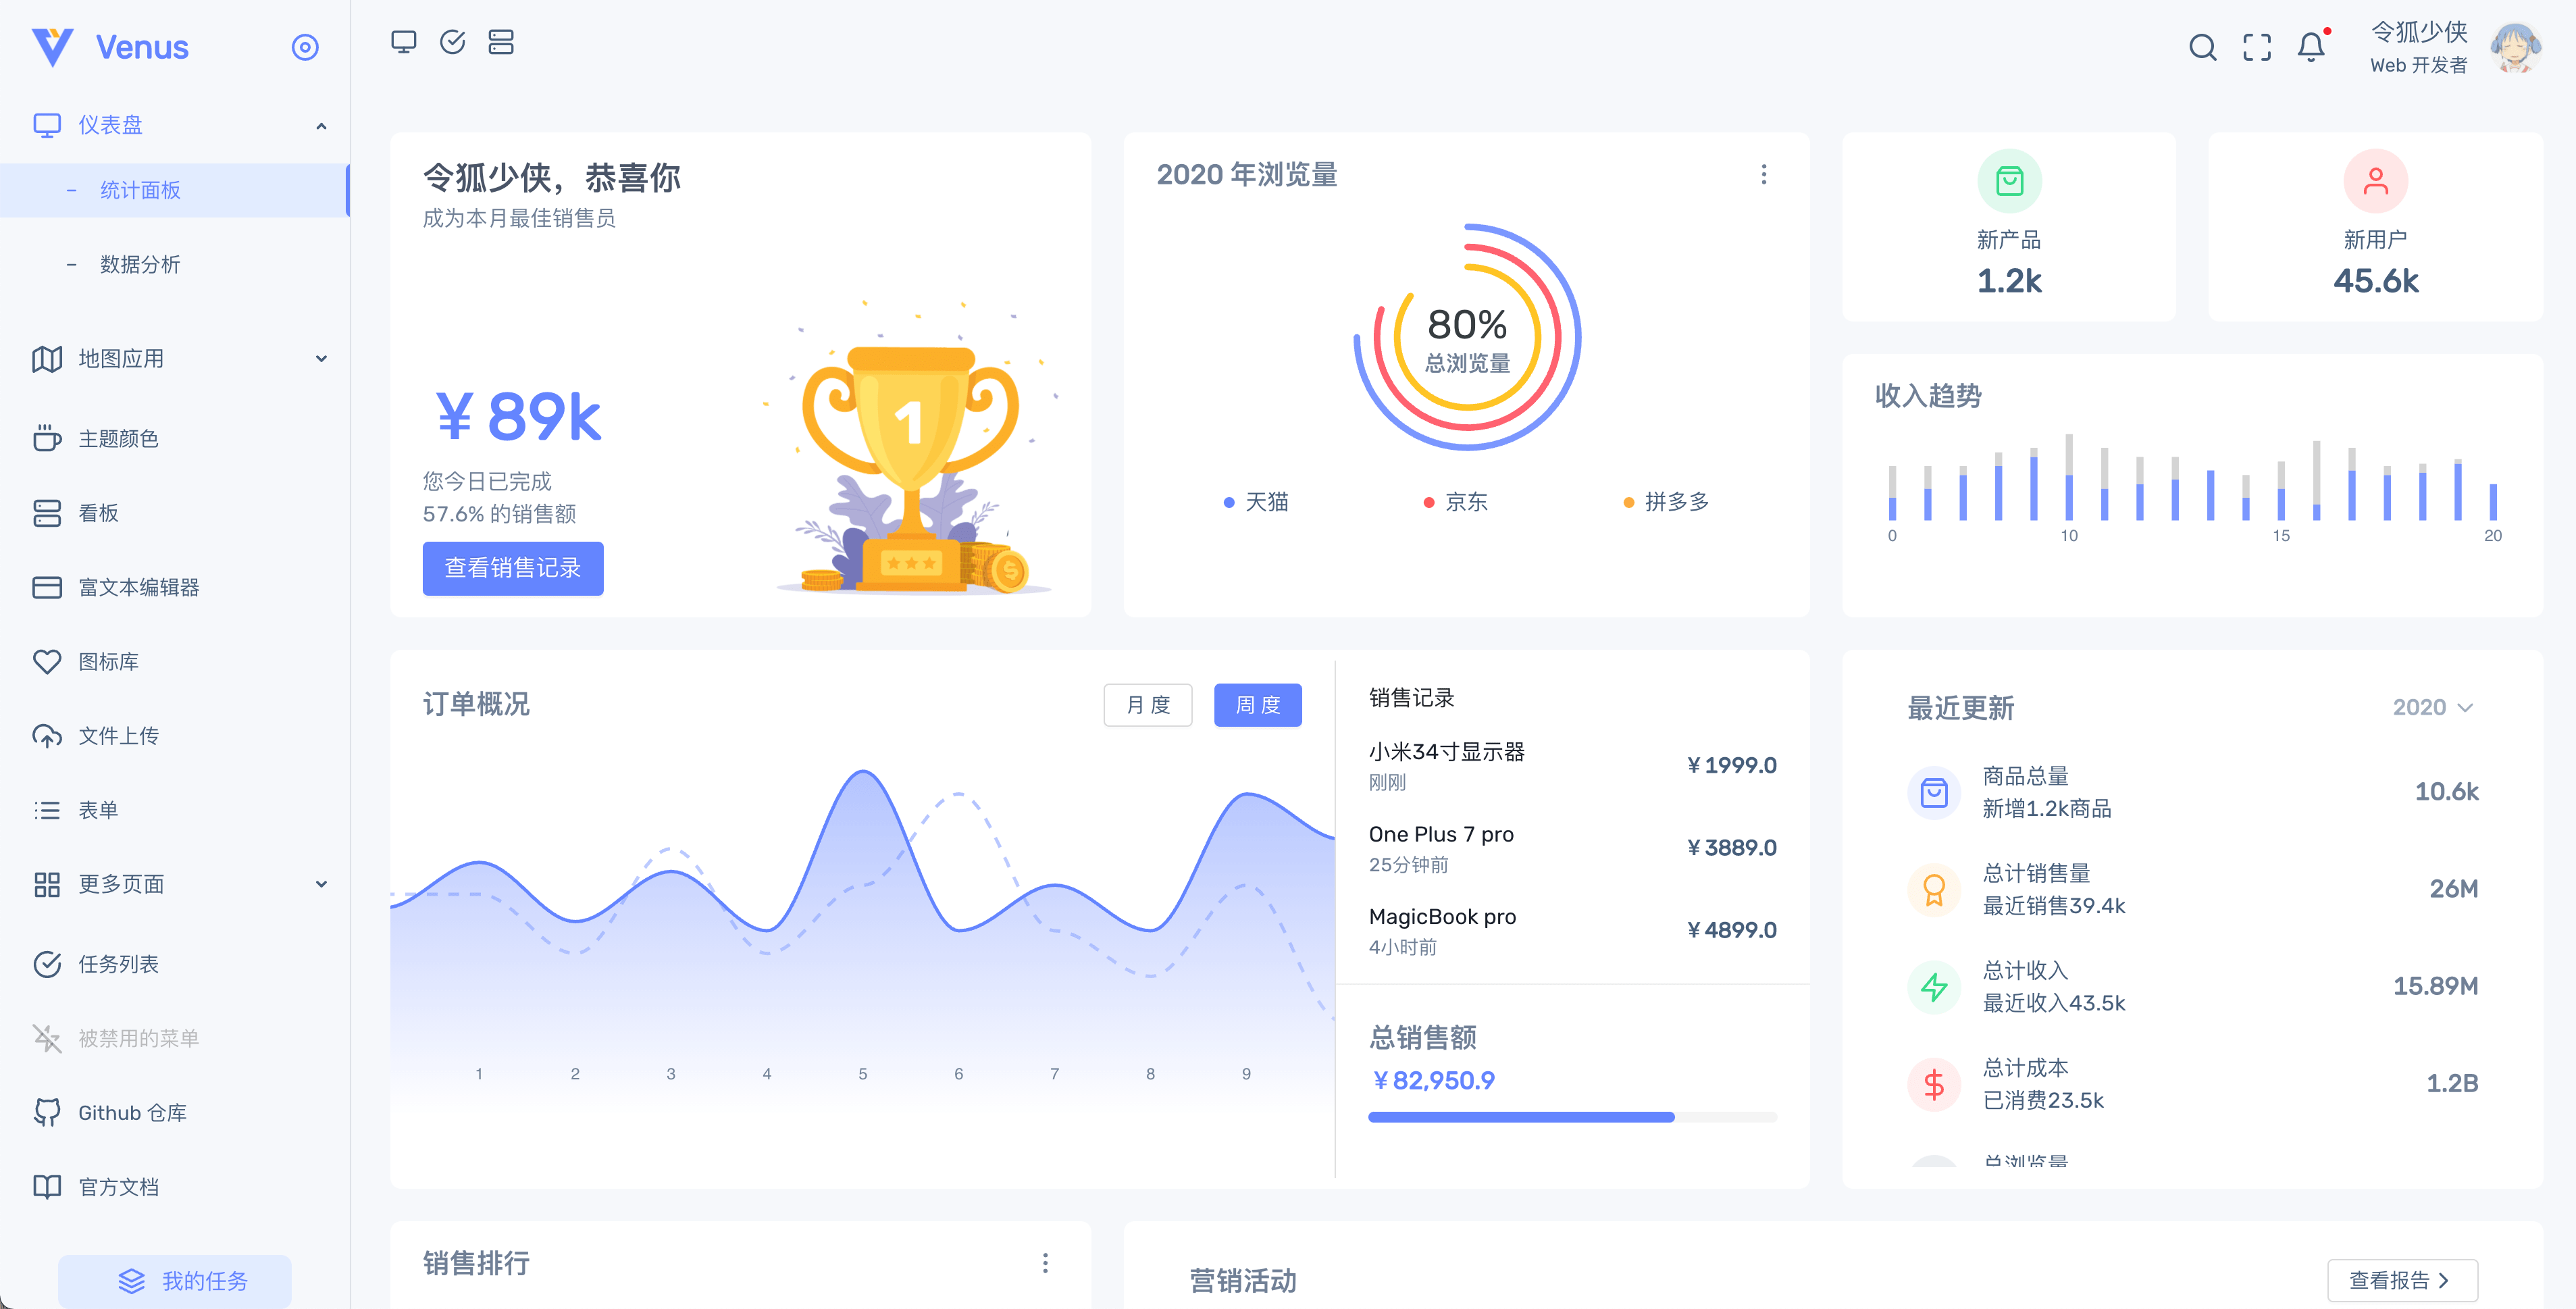 Venus
仪表盘
统计面板
数据分析
地图应用
主题颜色
看板
富文本编辑器
图标库
文件上传
表单
更多页面
任务列表
被禁用的菜单
Github 仓库
官方文档
我的任务
令狐少侠
Web 开发者
令狐少侠，恭喜你
成为本月最佳销售员
¥ 89k
您今日已完成
57.6% 的销售额
查看销售记录
1
2020 年浏览量
80%
总浏览量
天猫
京东
拼多多
新产品
1.2k
新用户
45.6k
收入趋势
0 10 15 20
订单概况
月 度
周 度
1 2 3 4 5 6 7 8 9
销售记录
小米34寸显示器
刚刚
¥ 1999.0
One Plus 7 pro
25分钟前
¥ 3889.0
MagicBook pro
4小时前
¥ 4899.0
总销售额
¥ 82,950.9
最近更新
2020
商品总量
新增1.2k商品
10.6k
总计销售量
最近销售39.4k
26M
总计收入
最近收入43.5k
15.89M
总计成本
已消费23.5k
1.2B
总浏览量
销售排行
营销活动
查看报告